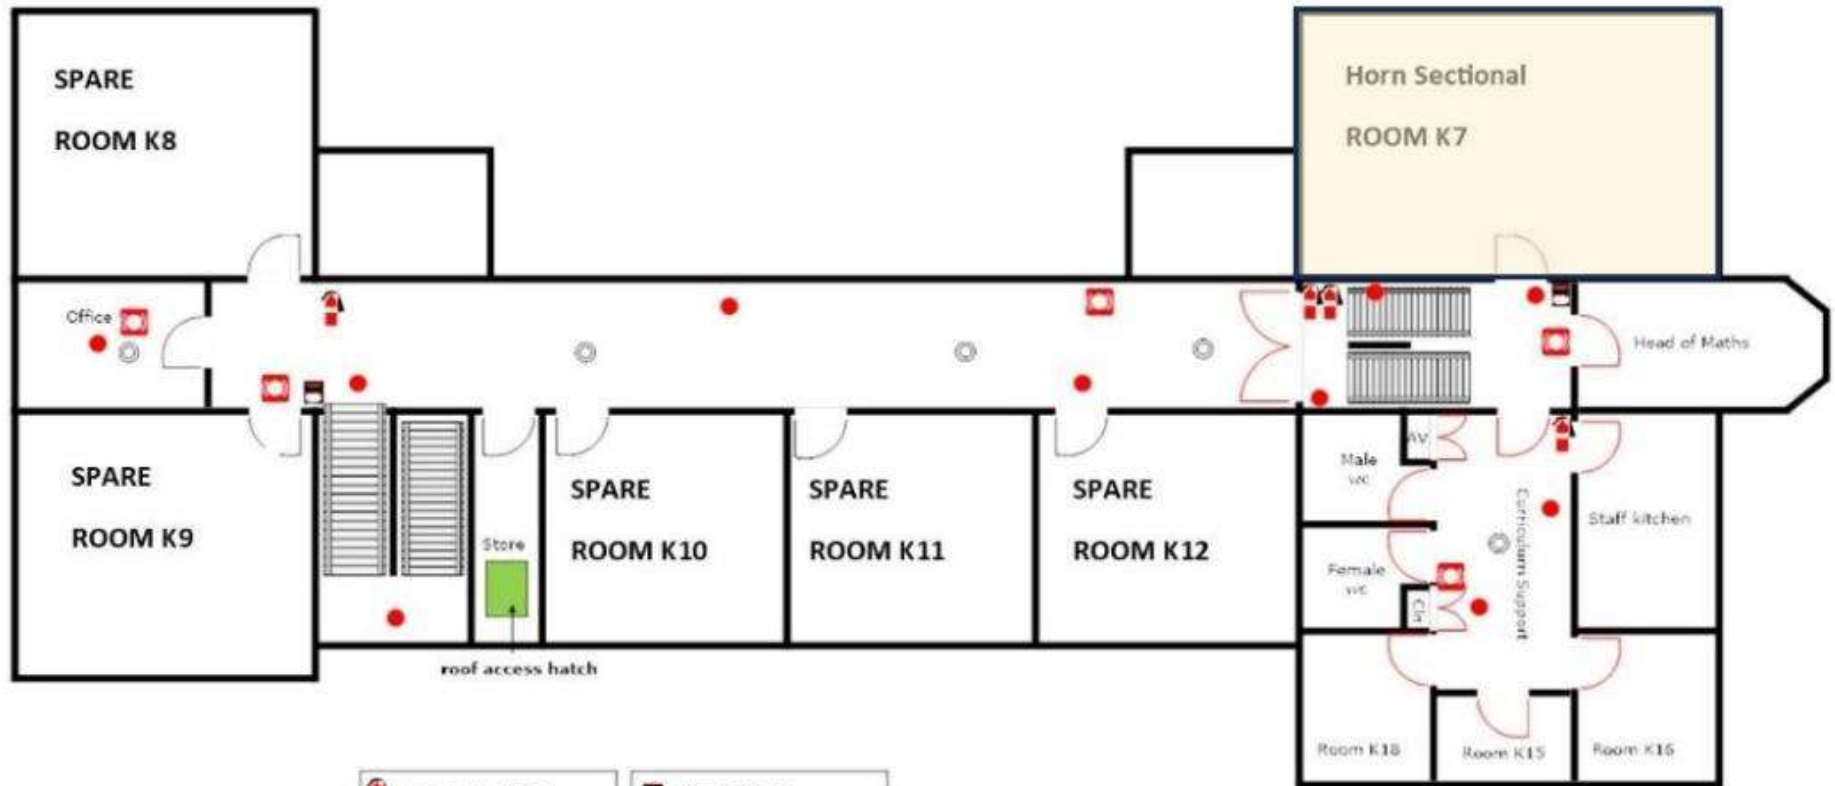 SPARE
ROOM K8
Horn Sectional
ROOM K7
Office
Head of Maths
SPARE
ROOM K9
Store
roof access hatch
SPARE
ROOM K10
SPARE
ROOM K11
SPARE
ROOM K12
AV
Male
wc
Female
wc
Curriculum Support
Staff kitchen
Room K18
Room K15
Room K16